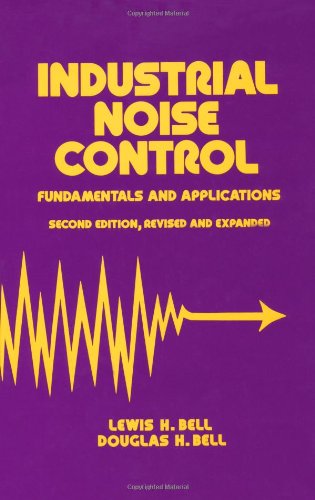 INDUSTRIAL
NOISE
CONTROL
FUNDAMENTALS AND APPLICATIONS
SECOND EDITION, REVISED AND EXPANDED
LEWIS H. BELL
DOUGLAS H. BELL